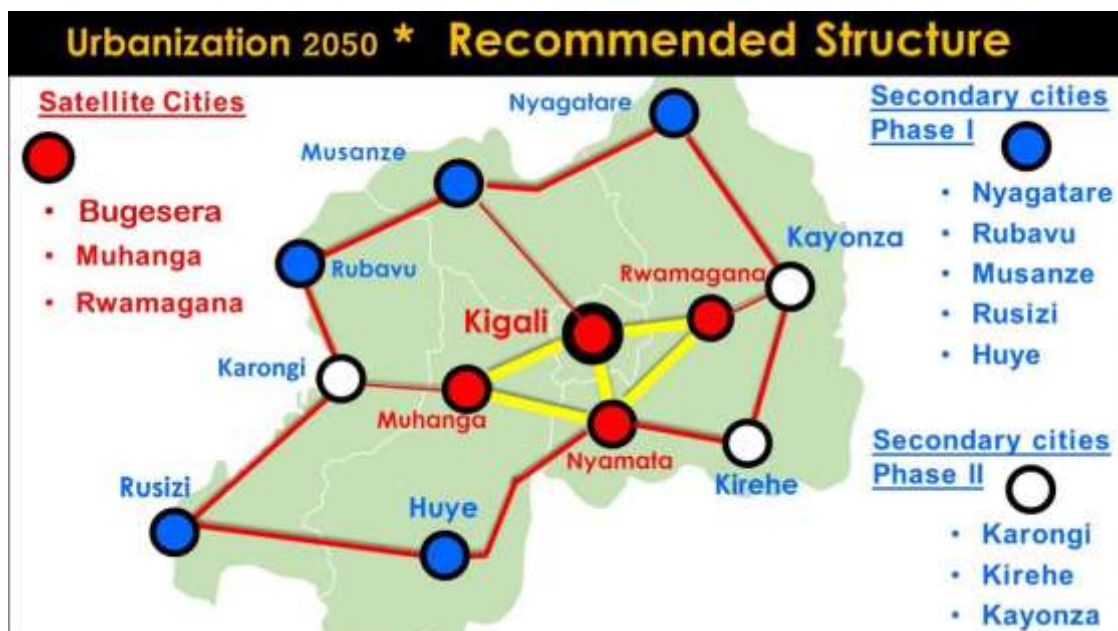 Urbanization 2050 * Recommended Structure
Satellite Cities
• Bugesera
• Muhanga
• Rwamagana
Nyagatare
Musanze
Rubavu
Kayonza
Rwamagana
Kigali
Karongi
Muhanga
Nyamata
Kirehe
Rusizi
Huye
Secondary cities
Phase I
• Nyagatare
• Rubavu
• Musanze
• Rusizi
• Huye
Secondary cities
Phase II
• Karongi
• Kirehe
• Kayonza